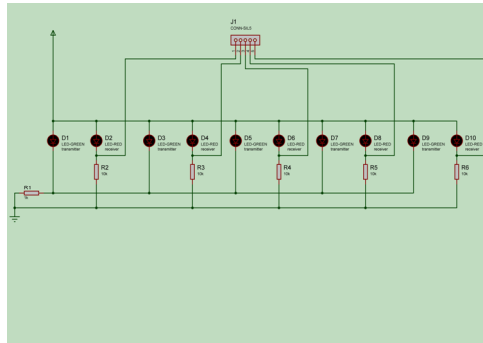 J1
CONN-SIL5
D1
LED-GREEN
transmitter
D2
LED-RED
receiver
D3
LED-GREEN
transmitter
D4
LED-RED
receiver
D5
LED-GREEN
transmitter
D6
LED-RED
receiver
D7
LED-GREEN
transmitter
D8
LED-RED
receiver
D9
LED-GREEN
transmitter
D10
LED-RED
receiver
R2
10k
R3
10k
R4
10k
R5
10k
R6
10k
R1